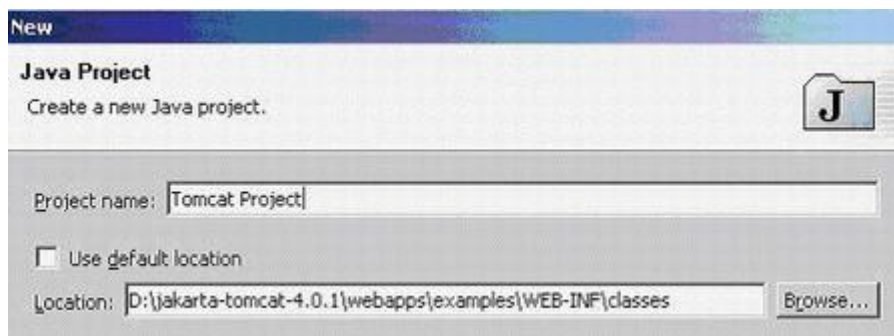 New
Java Project
Create a new Java project.
J
Project name: Tomcat Project
Use default location
Location: D:\jakarta-tomcat-4.0.1\webapps\examples\WEB-INF\classes Browse...